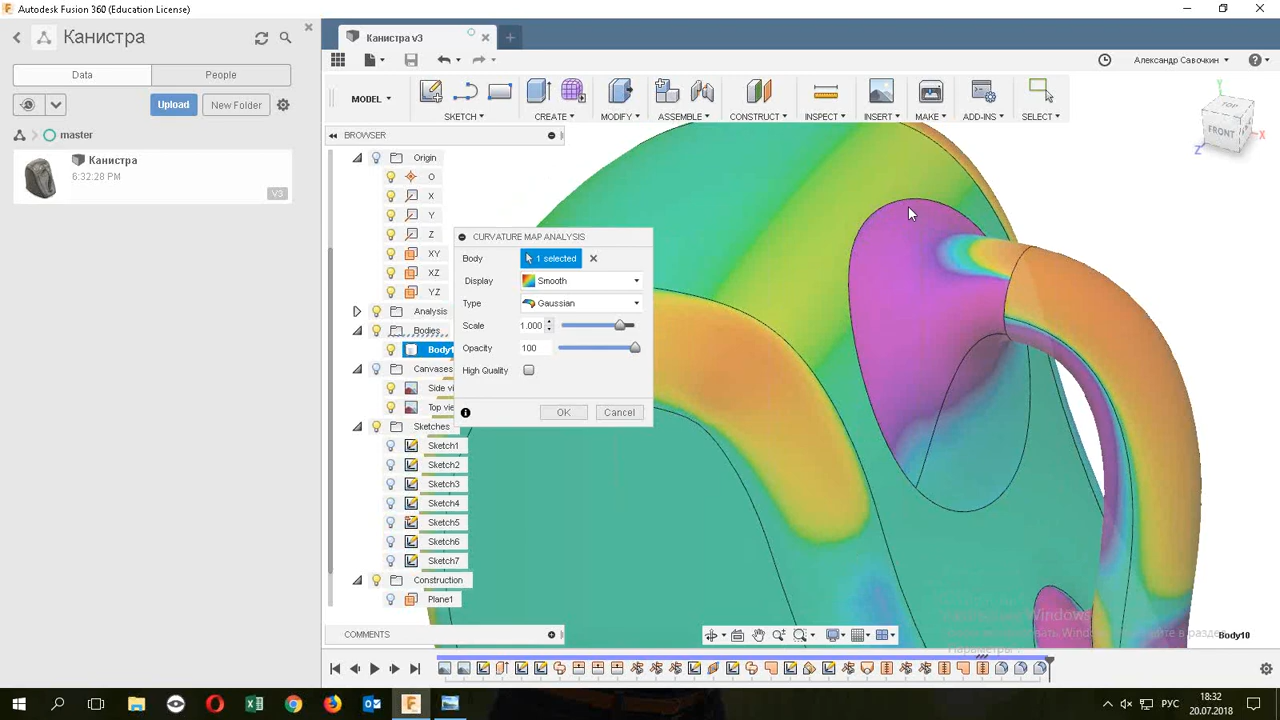 Autodesk Fusion 360 (Education License)
Канистра
Канистра v3
Data
People
Александр Савочкин
Upload
New Folder
MODEL
SKETCH
CREATE
MODIFY
ASSEMBLE
CONSTRUCT
INSPECT
INSERT
MAKE
ADD-INS
SELECT
TOP
FRONT
Y
X
Z
master
BROWSER
Канистра
6:32:28 PM
V3
Origin
O
X
Y
Z
XY
XZ
YZ
Analysis
Bodies
Body1
Canvases
Side vi
Top vie
Sketches
Sketch1
Sketch2
Sketch3
Sketch4
Sketch5
Sketch6
Sketch7
Construction
Plane1
CURVATURE MAP ANALYSIS
Body
1 selected
Display
Smooth
Type
Gaussian
Scale
1.000
Opacity
100
High Quality
OK
Cancel
Windows
Body10
COMMENTS
РУС
18:32
20.07.2018